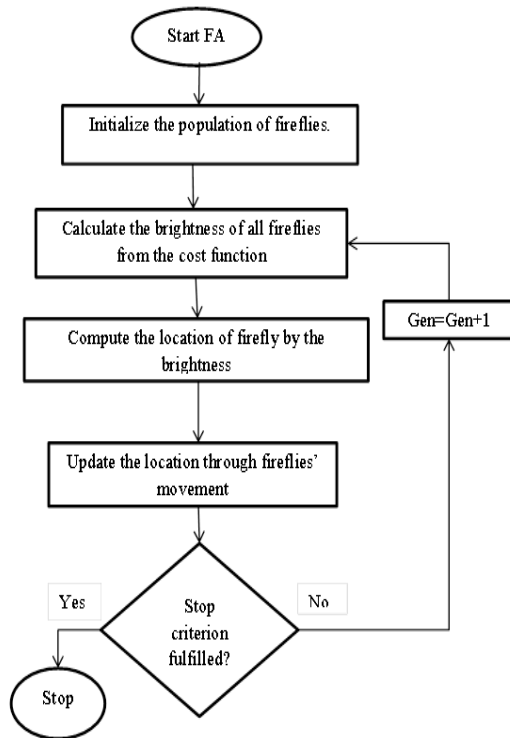 Start FA
Initialize the population of fireflies.
Calculate the brightness of all fireflies
from the cost function
Gen=Gen+1
Compute the location of firefly by the
brightness
Update the location through fireflies’
movement
Yes
No
Stop
criterion
fulfilled?
Stop